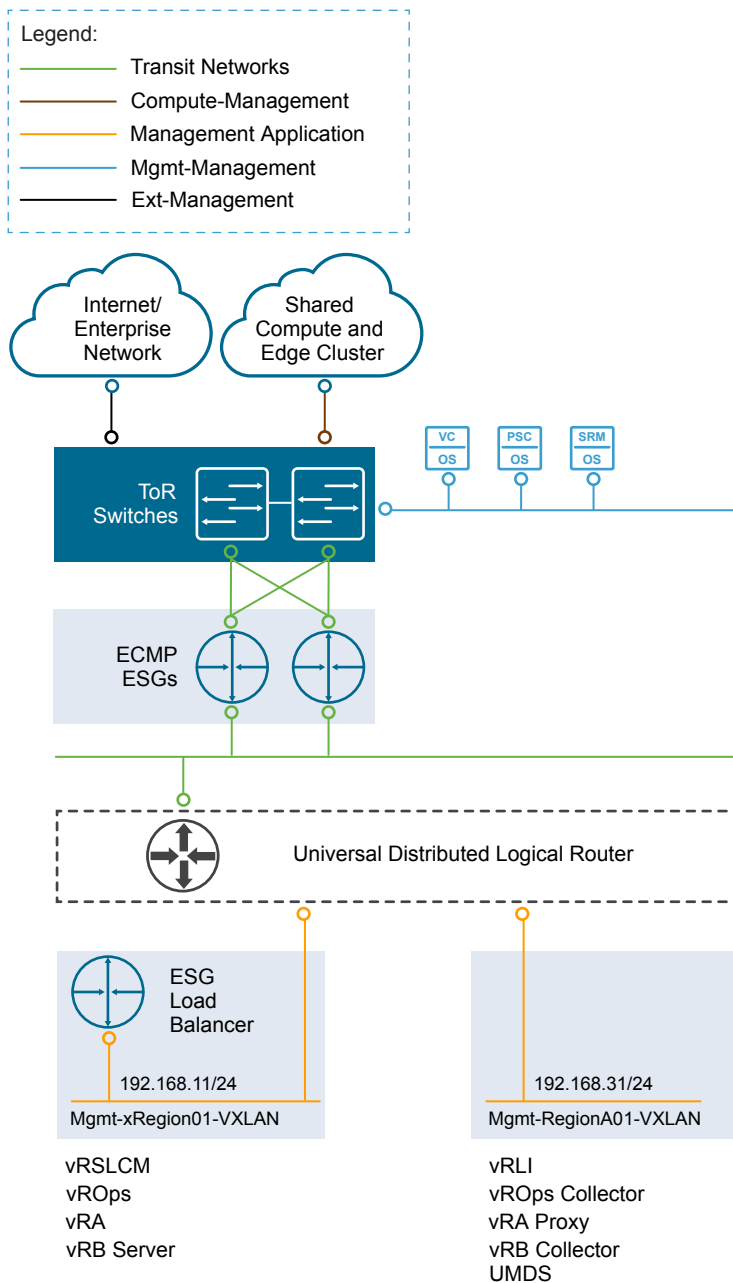 Legend:
Transit Networks
Compute-Management
Management Application
Mgmt-Management
Ext-Management
Internet/
Enterprise
Network
Shared
Compute and
Edge Cluster
VC
OS
PSC
OS
SRM
OS
ToR
Switches
ECMP
ESGs
Universal Distributed Logical Router
ESG
Load
Balancer
192.168.11/24
Mgmt-xRegion01-VXLAN
192.168.31/24
Mgmt-RegionA01-VXLAN
vRSLCM
vROps
vRA
vRB Server
vRLI
vROps Collector
vRA Proxy
vRB Collector
UMDS